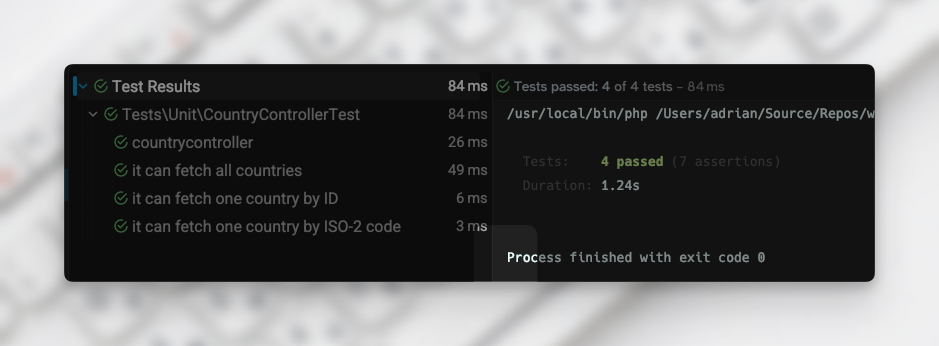 Test Results 84 ms
Tests\Unit\CountryControllerTest 84 ms
countrycontroller 26 ms
it can fetch all countries 49 ms
it can fetch one country by ID 6 ms
it can fetch one country by ISO-2 code 3 ms
Tests passed: 4 of 4 tests – 84 ms
/usr/local/bin/php /Users/adrian/Source/Repos/w
Tests: 4 passed (7 assertions)
Duration: 1.24s
Process finished with exit code 0